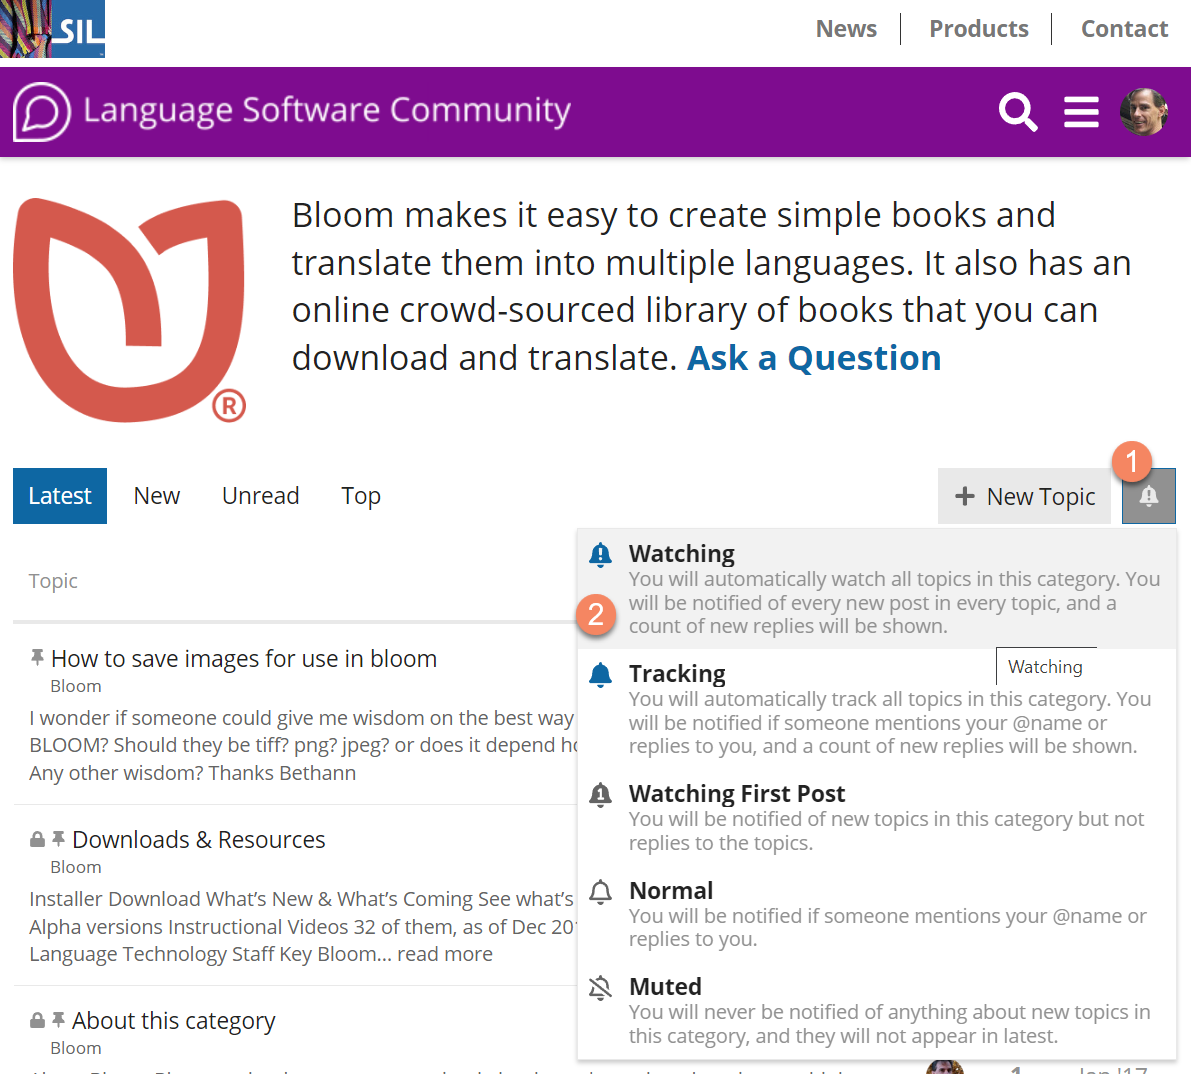 SIL
News
Products
Contact
Language Software Community
Bloom makes it easy to create simple books and
translate them into multiple languages. It also has an
online crowd-sourced library of books that you can
download and translate. Ask a Question
®
1
Latest
New
Unread
Top
+ New Topic
Topic
Watching
You will automatically watch all topics in this category. You
will be notified of every new post in every topic, and a
count of new replies will be shown.
2
Watching
Tracking
You will automatically track all topics in this category. You
will be notified if someone mentions your @name or
replies to you, and a count of new replies will be shown.
Watching First Post
You will be notified of new topics in this category but not
replies to the topics.
Normal
You will be notified if someone mentions your @name or
replies to you.
Muted
You will never be notified of anything about new topics in
this category, and they will not appear in latest.
How to save images for use in bloom
Bloom
I wonder if someone could give me wisdom on the best way
BLOOM? Should they be tiff? png? jpeg? or does it depend
Any other wisdom? Thanks Bethann
Downloads & Resources
Bloom
Installer Download What’s New & What’s Coming See what’s
Alpha versions Instructional Videos 32 of them, as of Dec
Language Technology Staff Key Bloom... read more
About this category
Bloom
1
Jan '17